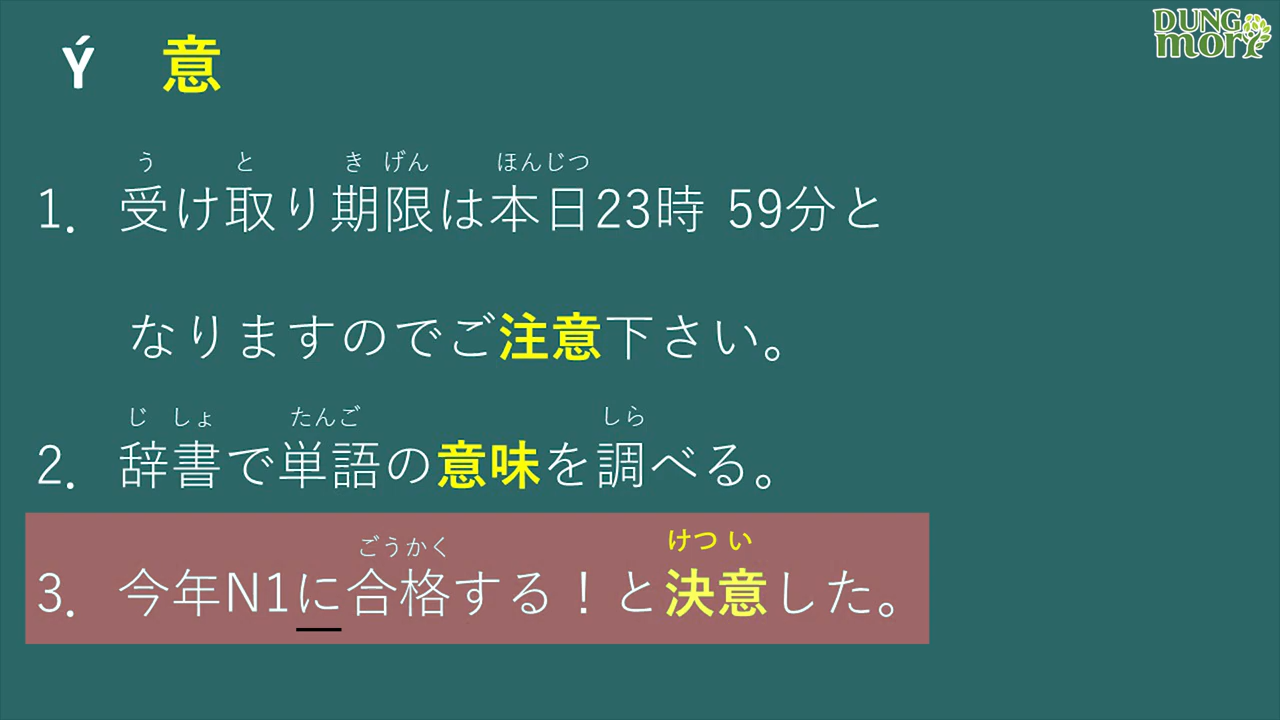 DUNG
mori
Ý 意
う と き げん ほんじつ
1. 受け取り期限は本日23時 59分と
なりますのでご注意下さい。
じ しょ たんご しら
2. 辞書で単語の意味を調べる。
ごうかく けつ い
3. 今年N1に合格する！と決意した。